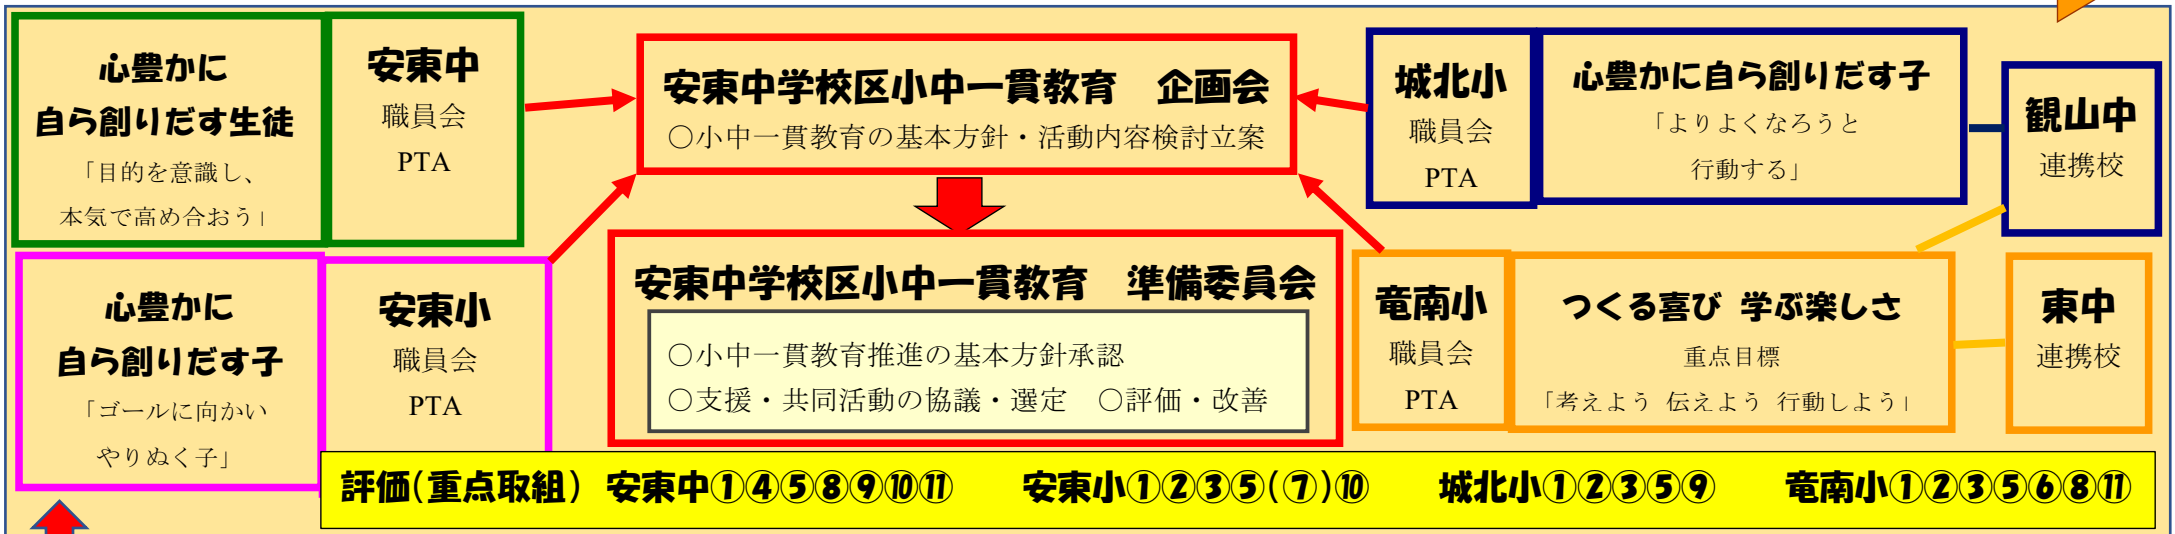 心豊かに
自ら創りだす生徒
「目的を意識し、
本気で高め合おう」
安東中
職員会
PTA
安東中学校区小中一貫教育　企画会
○小中一貫教育の基本方針・活動内容検討立案
城北小
職員会
PTA
心豊かに自ら創りだす子
「よりよくなろうと
行動する」
観山中
連携校
心豊かに
自ら創りだす子
「ゴールに向かい
やりぬく子」
安東小
職員会
PTA
安東中学校区小中一貫教育　準備委員会
○小中一貫教育推進の基本方針承認
○支援・共同活動の協議・選定　○評価・改善
竜南小
職員会
PTA
つくる喜び 学ぶ楽しさ
重点目標
「考えよう 伝えよう 行動しよう」
東中
連携校
評価(重点取組) 安東中①④⑤⑧⑨⑩⑪　安東小①②③⑤(⑦)⑩　城北小①②③⑤⑨　竜南小①②③⑤⑥⑧⑪